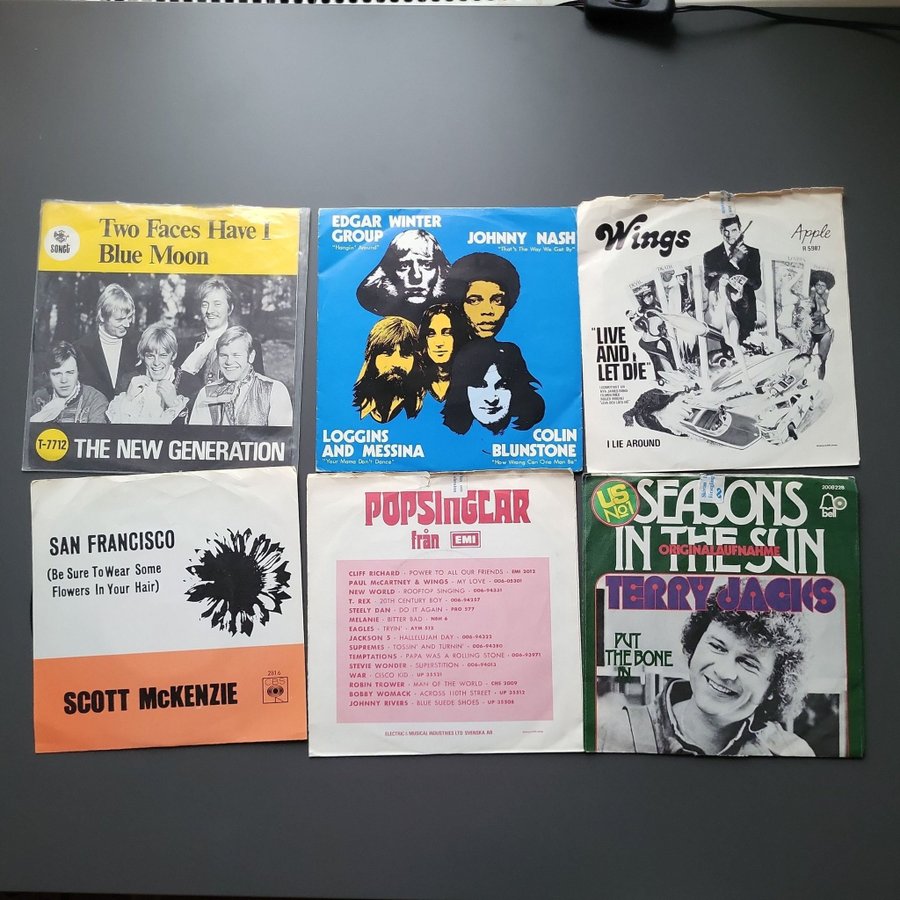 SONET
Two Faces Have I
Blue Moon
T-7712
THE NEW GENERATION
EDGAR WINTER
GROUP
"Hangin' Around"
JOHNNY NASH
"That's The Way We Get By"
LOGGINS
AND MESSINA
"Your Mama Don't Dance"
COLIN
BLUNSTONE
"How Wrong Can One Man Be"
Wings
Apple
R 5987
"LIVE
AND
LET DIE"
I LIE AROUND
SAN FRANCISCO
(Be Sure To Wear Some
Flowers In Your Hair)
2816
CBS
SCOTT McKENZIE
POPSINGLAR
från EMI
CLIFF RICHARD · POWER TO ALL OUR FRIENDS · EMI 2012
PAUL McCARTNEY & WINGS · MY LOVE · 006-05301
NEW WORLD · ROOFTOP SINGING · 006-94331
T. REX · 20TH CENTURY BOY · 006-94257
STEELY DAN · DO IT AGAIN · PRO 577
MELANIE · BITTER BAD · NBH 6
EAGLES · TRYIN' · AYM 512
JACKSON 5 · HALLELUJAH DAY · 006-94322
SUPREMES · TOSSIN' AND TURNIN' · 006-94380
TEMPTATIONS · PAPA WAS A ROLLING STONE · 006-93971
STEVIE WONDER · SUPERSTITION · 006-94013
WAR · CISCO KID · UP 35521
ROBIN TROWER · MAN OF THE WORLD · CHS 2009
BOBBY WOMACK · ACROSS 110TH STREET · UP 35512
JOHNNY RIVERS · BLUE SUEDE SHOES · UP 35508
ELECTRIC & MUSICAL INDUSTRIES LTD SVENSKA AB
2008228
bell
US
No1
SEASONS
IN THE SUN
ORIGINALAUFNAHME
TERRY JACKS
PUT
THE BONE
IN